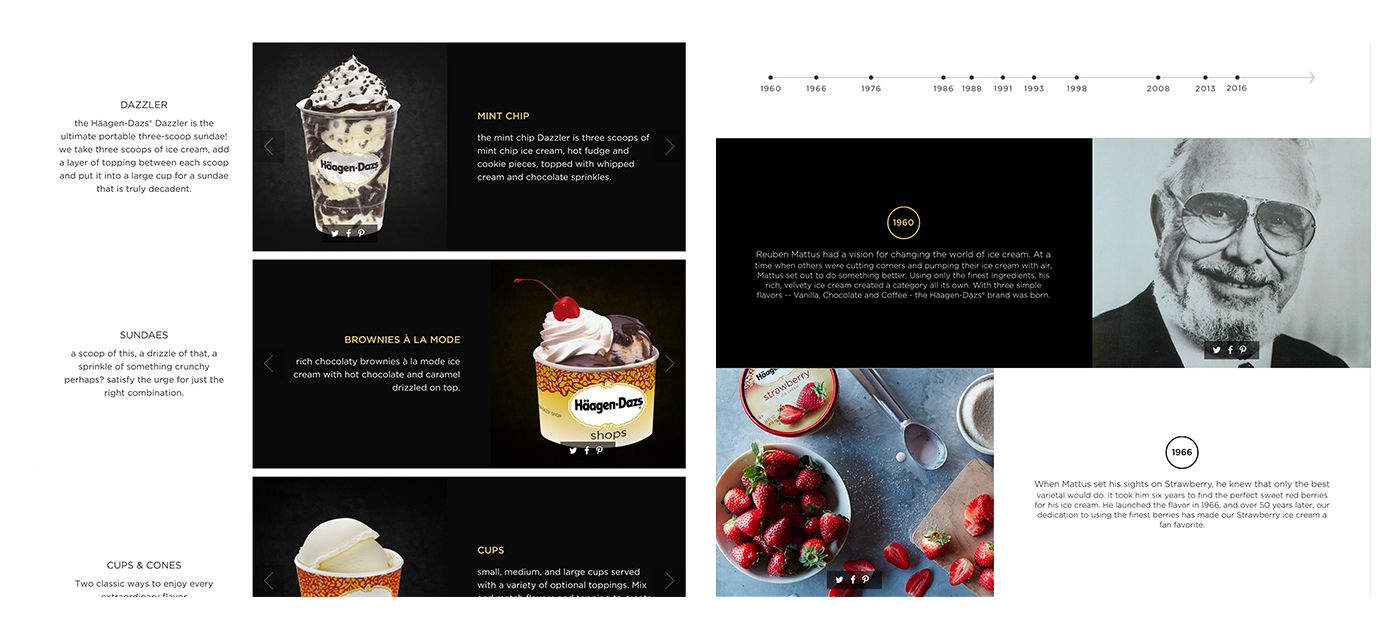 DAZZLER
the Häagen-Dazs® Dazzler is the
ultimate portable three-scoop sundae!
we take three scoops of ice cream, add
a layer of topping between each scoop
and put it into a large cup for a sundae
that is truly decadent.
Häagen-Dazs
MINT CHIP
the mint chip Dazzler is three scoops of
mint chip ice cream, hot fudge and
cookie pieces, topped with whipped
cream and chocolate sprinkles.
SUNDAES
a scoop of this, a drizzle of that, a
sprinkle of something crunchy
perhaps? satisfy the urge for just the
right combination.
BROWNIES À LA MODE
rich chocolaty brownies à la mode ice
cream with hot chocolate and caramel
drizzled on top.
Häagen-Dazs
shops
CUPS & CONES
Two classic ways to enjoy every
extraordinary flavor
CUPS
small, medium, and large cups served
with a variety of optional toppings. Mix
1960 1966 1976 1986 1988 1991 1993 1998 2008 2013 2016
1960
Reuben Mattus had a vision for changing the world of ice cream. At a
time when others were cutting corners and pumping their ice cream with air,
Mattus set out to do something better. Using only the finest ingredients, his
rich, velvety ice cream created a category all its own. With three simple
flavors -- Vanilla, Chocolate and Coffee - the Häagen-Dazs® brand was born.
strawberry
1966
When Mattus set his sights on Strawberry, he knew that only the best
varietal would do. It took him six years to find the perfect sweet red berries
for his ice cream. He launched the flavor in 1966, and over 50 years later, our
dedication to using the finest berries has made our Strawberry ice cream a
fan favorite.